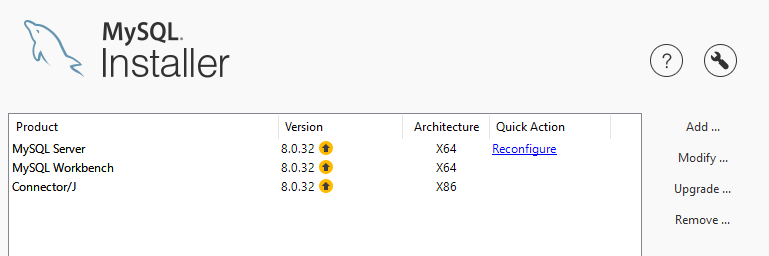 MySQL®
Installer
?
Product Version Architecture Quick Action
MySQL Server 8.0.32 X64 Reconfigure
MySQL Workbench 8.0.32 X64
Connector/J 8.0.32 X86
Add ...
Modify ...
Upgrade ...
Remove ...